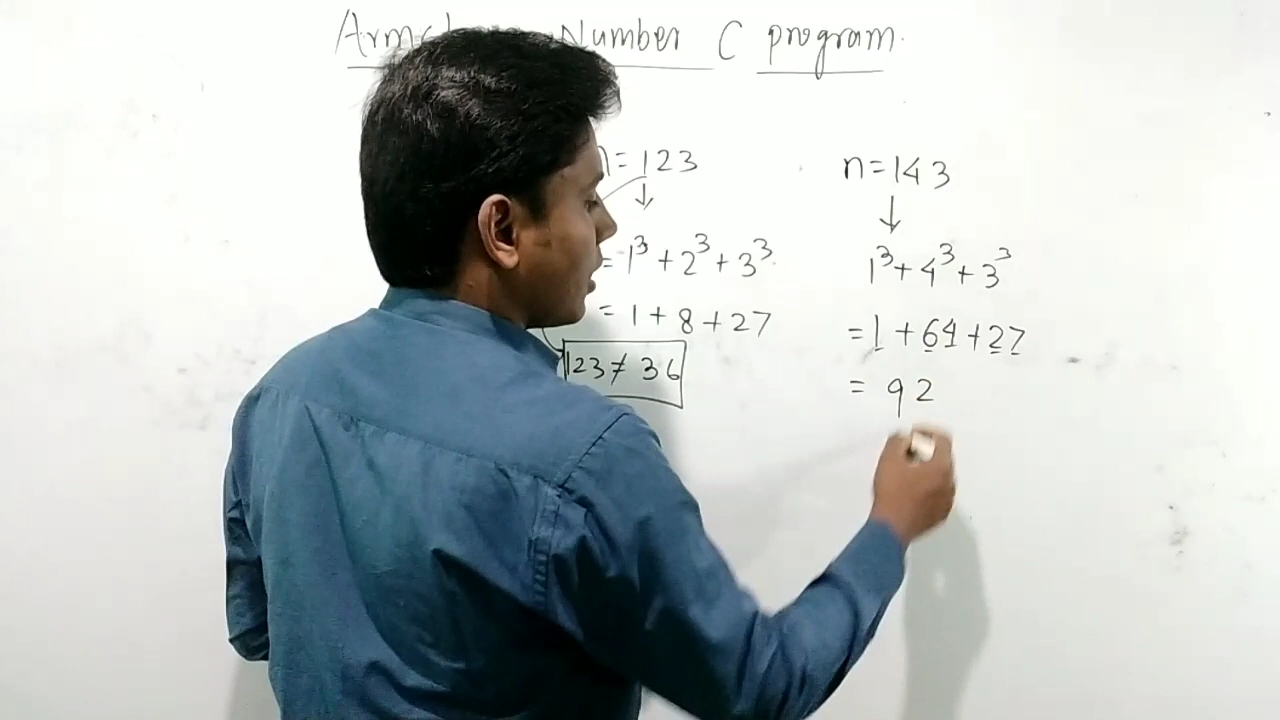 Number C program.
n=123
= 1³ + 2³ + 3³
= 1 + 8 + 27
123 ≠ 36
n=143
↓
1³ + 4³ + 3³
= 1 + 64 + 27
= 92